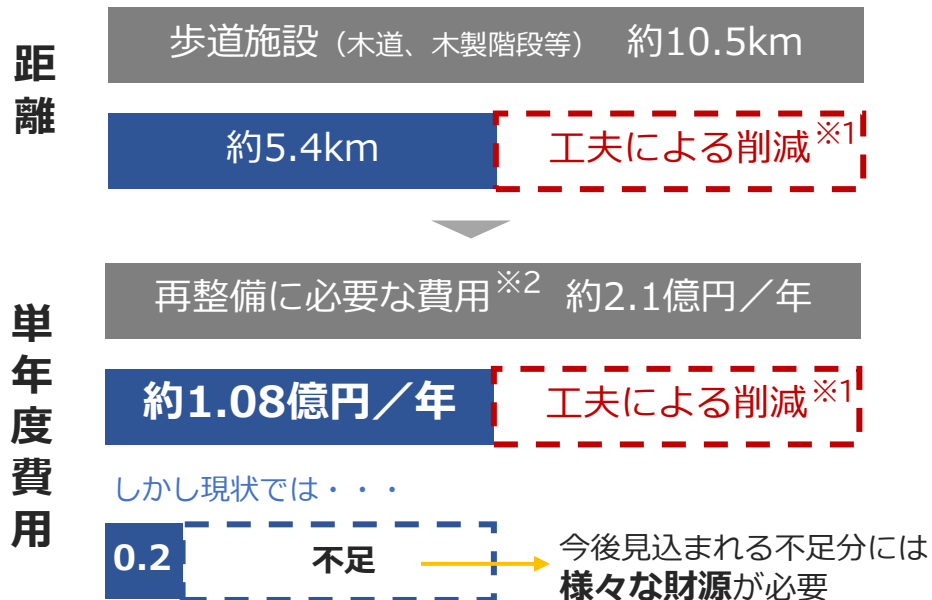 距離
歩道施設（木道、木製階段等） 約10.5km
約5.4km
工夫による削減※1
単年度費用
再整備に必要な費用※2 約2.1億円／年
約1.08億円／年
工夫による削減※1
しかし現状では・・・
0.2
不足
今後見込まれる不足分には
様々な財源が必要